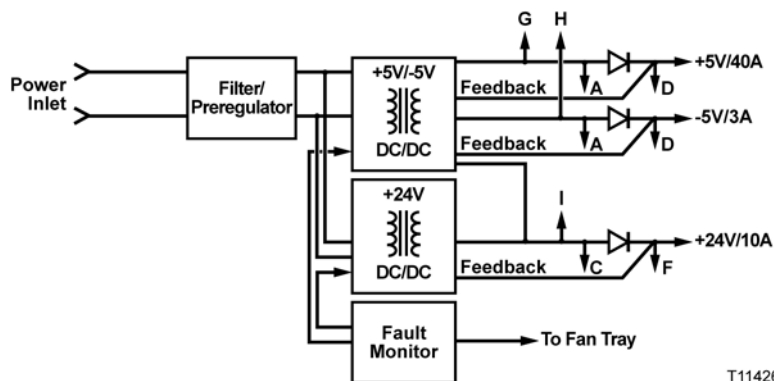 G H
+5V/-5V
+5V/40A
Power
Inlet
Filter/
Preregulator
Feedback
A D
-5V/3A
DC/DC
Feedback
A D
+24V
I
+24V/10A
DC/DC
Feedback
C F
Fault
Monitor
To Fan Tray
T11426